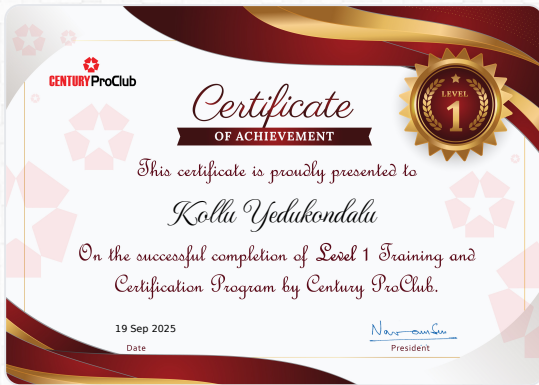 CENTURY ProClub
Certificate
OF ACHIEVEMENT
LEVEL
1
This certificate is proudly presented to
Kollu Yedukondalu
On the successful completion of Level 1 Training and
Certification Program by Century ProClub.
19 Sep 2025
Date
President